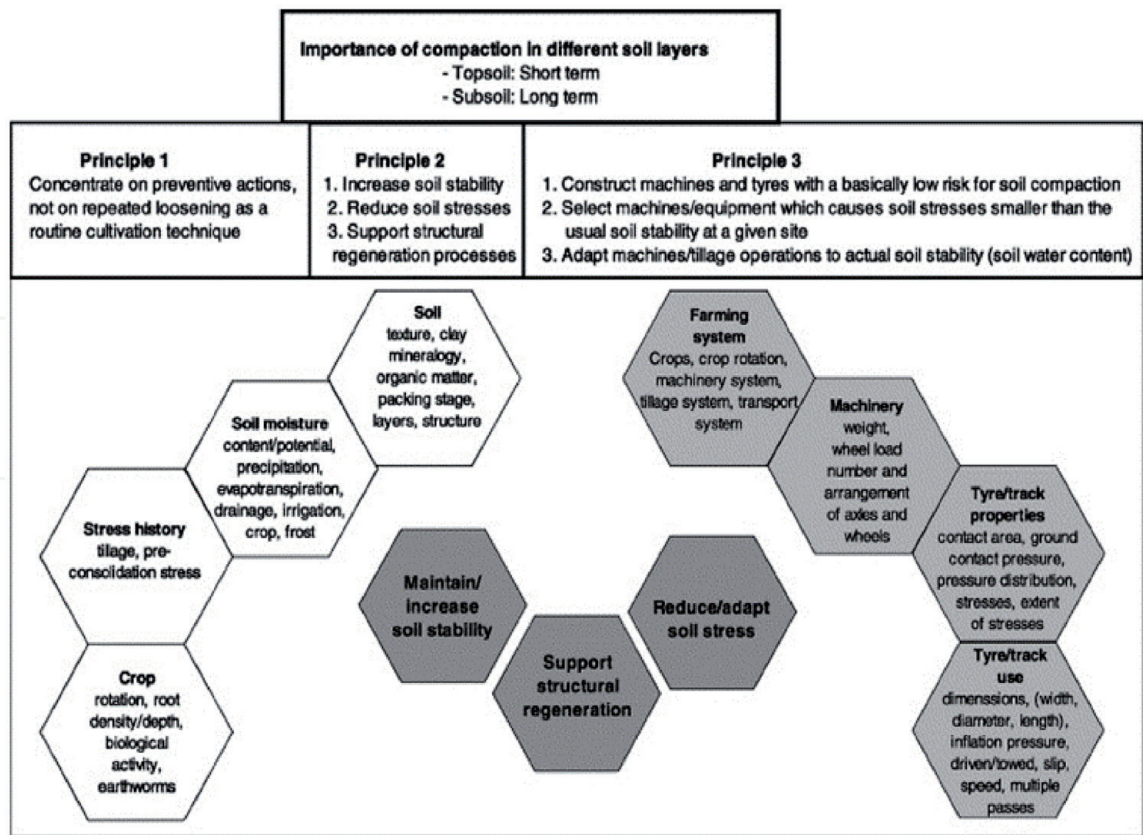 Importance of compaction in different soil layers
- Topsoil: Short term
- Subsoil: Long term
Principle 1
Concentrate on preventive actions,
not on repeated loosening as a
routine cultivation technique
Principle 2
1. Increase soil stability
2. Reduce soil stresses
3. Support structural
regeneration processes
Principle 3
1. Construct machines and tyres with a basically low risk for soil compaction
2. Select machines/equipment which causes soil stresses smaller than the
usual soil stability at a given site
3. Adapt machines/tillage operations to actual soil stability (soil water content)
Soil
texture, clay
mineralogy,
organic matter,
packing stage,
layers, structure
Soil moisture
content/potential,
precipitation,
evapotranspiration,
drainage, irrigation,
crop, frost
Stress history
tillage, pre-
consolidation stress
Crop
rotation, root
density/depth,
biological
activity,
earthworms
Maintain/
increase
soil stability
Support
structural
regeneration
Reduce/adapt
soil stress
Farming
system
Crops, crop rotation,
machinery system,
tillage system, transport
system
Machinery
weight,
wheel load
number and
arrangement
of axles and
wheels
Tyre/track
properties
contact area, ground
contact pressure,
pressure distribution,
stresses, extent
of stresses
Tyre/track
use
dimenssions, (width,
diameter, length),
inflation pressure,
driven/towed, slip,
speed, multiple
passes